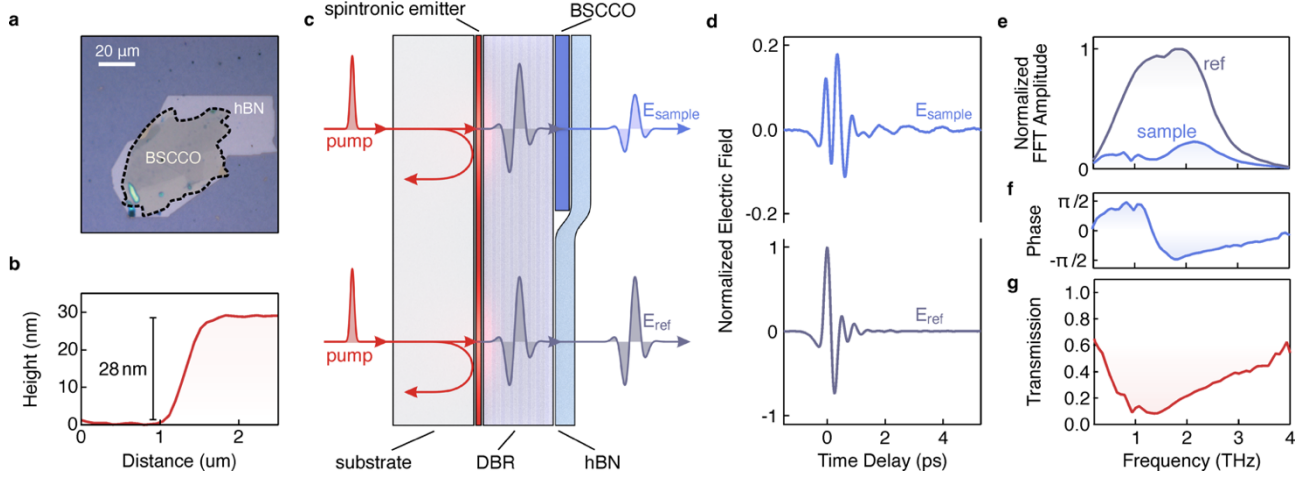 a
20 µm
hBN
BSCCO
b
Height (nm)
30
20
10
0
28 nm
0
1
2
Distance (um)
c
spintronic emitter
BSCCO
pump
E_sample
pump
E_ref
substrate
DBR
hBN
d
Normalized Electric Field
0.2
0.0
-0.2
E_sample
1
0
-1
E_ref
0
2
4
Time Delay (ps)
e
Normalized
FFT Amplitude
1
0
ref
sample
f
Phase
π/2
0
-π/2
g
Transmission
1.0
0.8
0.6
0.4
0.2
0.0
1
2
3
4
Frequency (THz)